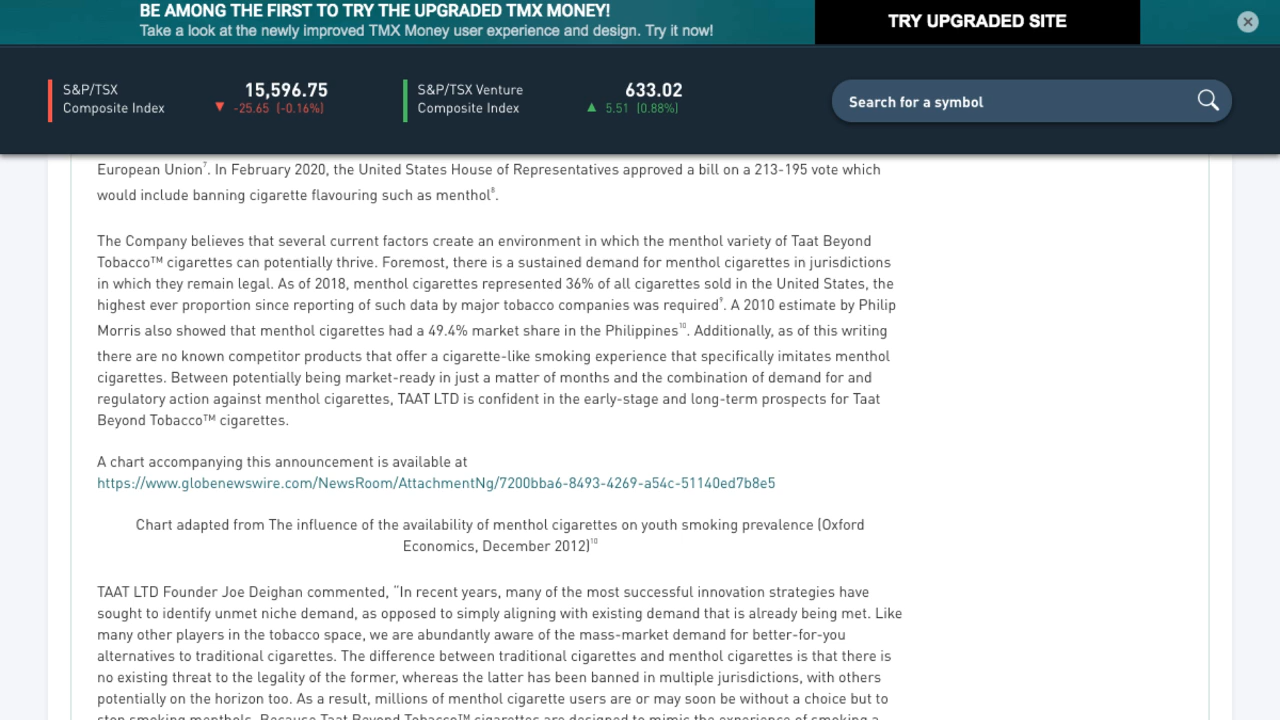 BE AMONG THE FIRST TO TRY THE UPGRADED TMX MONEY!
Take a look at the newly improved TMX Money user experience and design. Try it now!
TRY UPGRADED SITE
S&P/TSX
Composite Index
15,596.75
▼ -25.65 (-0.16%)
S&P/TSX Venture
Composite Index
633.02
▲ 5.51 (0.88%)
Search for a symbol
European Union⁷. In February 2020, the United States House of Representatives approved a bill on a 213-195 vote which
would include banning cigarette flavouring such as menthol⁸.
The Company believes that several current factors create an environment in which the menthol variety of Taat Beyond
Tobacco™ cigarettes can potentially thrive. Foremost, there is a sustained demand for menthol cigarettes in jurisdictions
in which they remain legal. As of 2018, menthol cigarettes represented 36% of all cigarettes sold in the United States, the
highest ever proportion since reporting of such data by major tobacco companies was required⁹. A 2010 estimate by Philip
Morris also showed that menthol cigarettes had a 49.4% market share in the Philippines¹⁰. Additionally, as of this writing
there are no known competitor products that offer a cigarette-like smoking experience that specifically imitates menthol
cigarettes. Between potentially being market-ready in just a matter of months and the combination of demand for and
regulatory action against menthol cigarettes, TAAT LTD is confident in the early-stage and long-term prospects for Taat
Beyond Tobacco™ cigarettes.
A chart accompanying this announcement is available at
https://www.globenewswire.com/NewsRoom/AttachmentNg/7200bba6-8493-4269-a54c-51140ed7b8e5
Chart adapted from The influence of the availability of menthol cigarettes on youth smoking prevalence (Oxford
Economics, December 2012)¹⁰
TAAT LTD Founder Joe Deighan commented, “In recent years, many of the most successful innovation strategies have
sought to identify unmet niche demand, as opposed to simply aligning with existing demand that is already being met. Like
many other players in the tobacco space, we are abundantly aware of the mass-market demand for better-for-you
alternatives to traditional cigarettes. The difference between traditional cigarettes and menthol cigarettes is that there is
no existing threat to the legality of the former, whereas the latter has been banned in multiple jurisdictions, with others
potentially on the horizon too. As a result, millions of menthol cigarette users are or may soon be without a choice but to
stop smoking menthols. Because Taat Beyond Tobacco™ cigarettes are designed to mimic the experience of smoking a